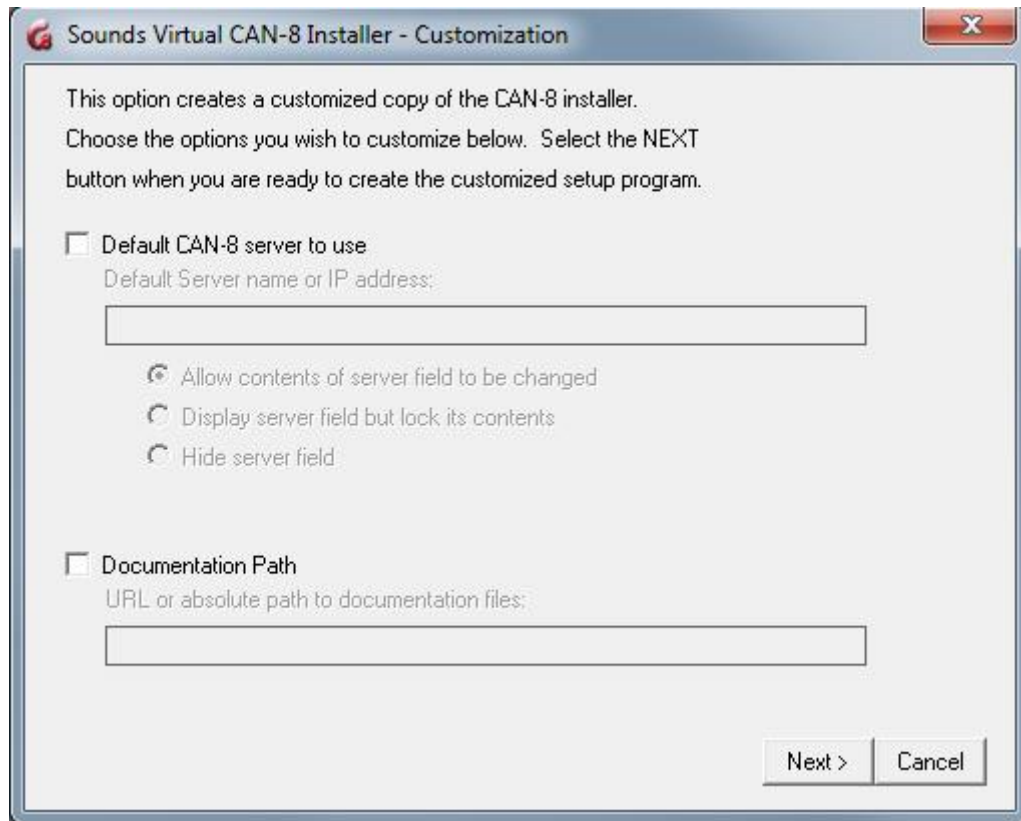 Sounds Virtual CAN-8 Installer - Customization
This option creates a customized copy of the CAN-8 installer.
Choose the options you wish to customize below. Select the NEXT
button when you are ready to create the customized setup program.
Default CAN-8 server to use
Default Server name or IP address:
Allow contents of server field to be changed
Display server field but lock its contents
Hide server field
Documentation Path
URL or absolute path to documentation files:
Next >
Cancel